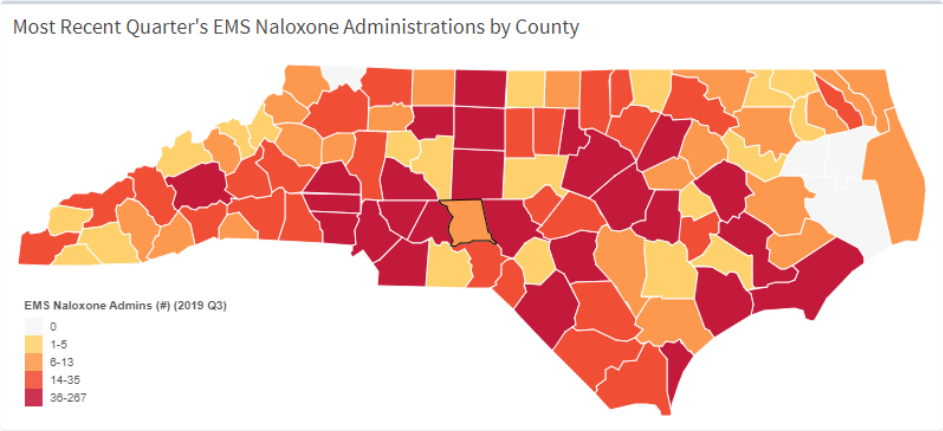 Most Recent Quarter's EMS Naloxone Administrations by County
EMS Naloxone Admins (#) (2019 Q3)
0
1-5
6-13
14-35
36-267